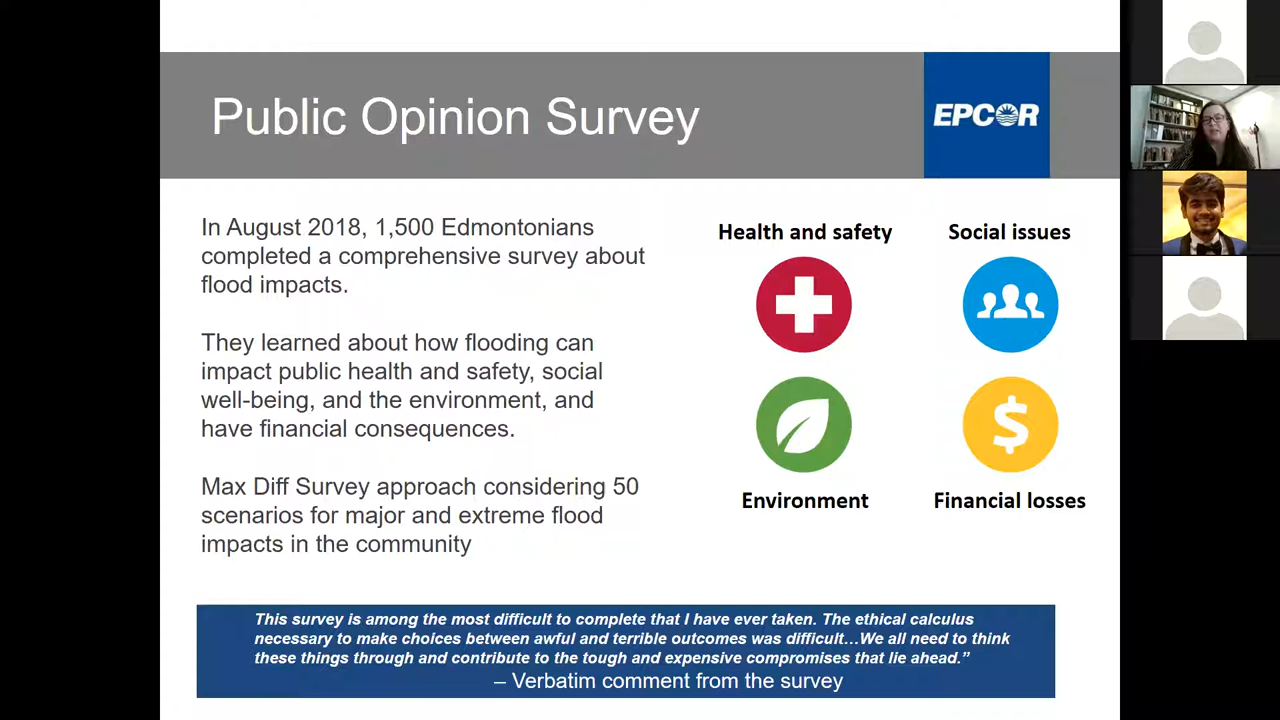 Public Opinion Survey
EPCOR
In August 2018, 1,500 Edmontonians
completed a comprehensive survey about
flood impacts.
They learned about how flooding can
impact public health and safety, social
well-being, and the environment, and
have financial consequences.
Max Diff Survey approach considering 50
scenarios for major and extreme flood
impacts in the community
Health and safety
Social issues
$
Environment
Financial losses
This survey is among the most difficult to complete that I have ever taken. The ethical calculus
necessary to make choices between awful and terrible outcomes was difficult…We all need to think
these things through and contribute to the tough and expensive compromises that lie ahead.”
– Verbatim comment from the survey